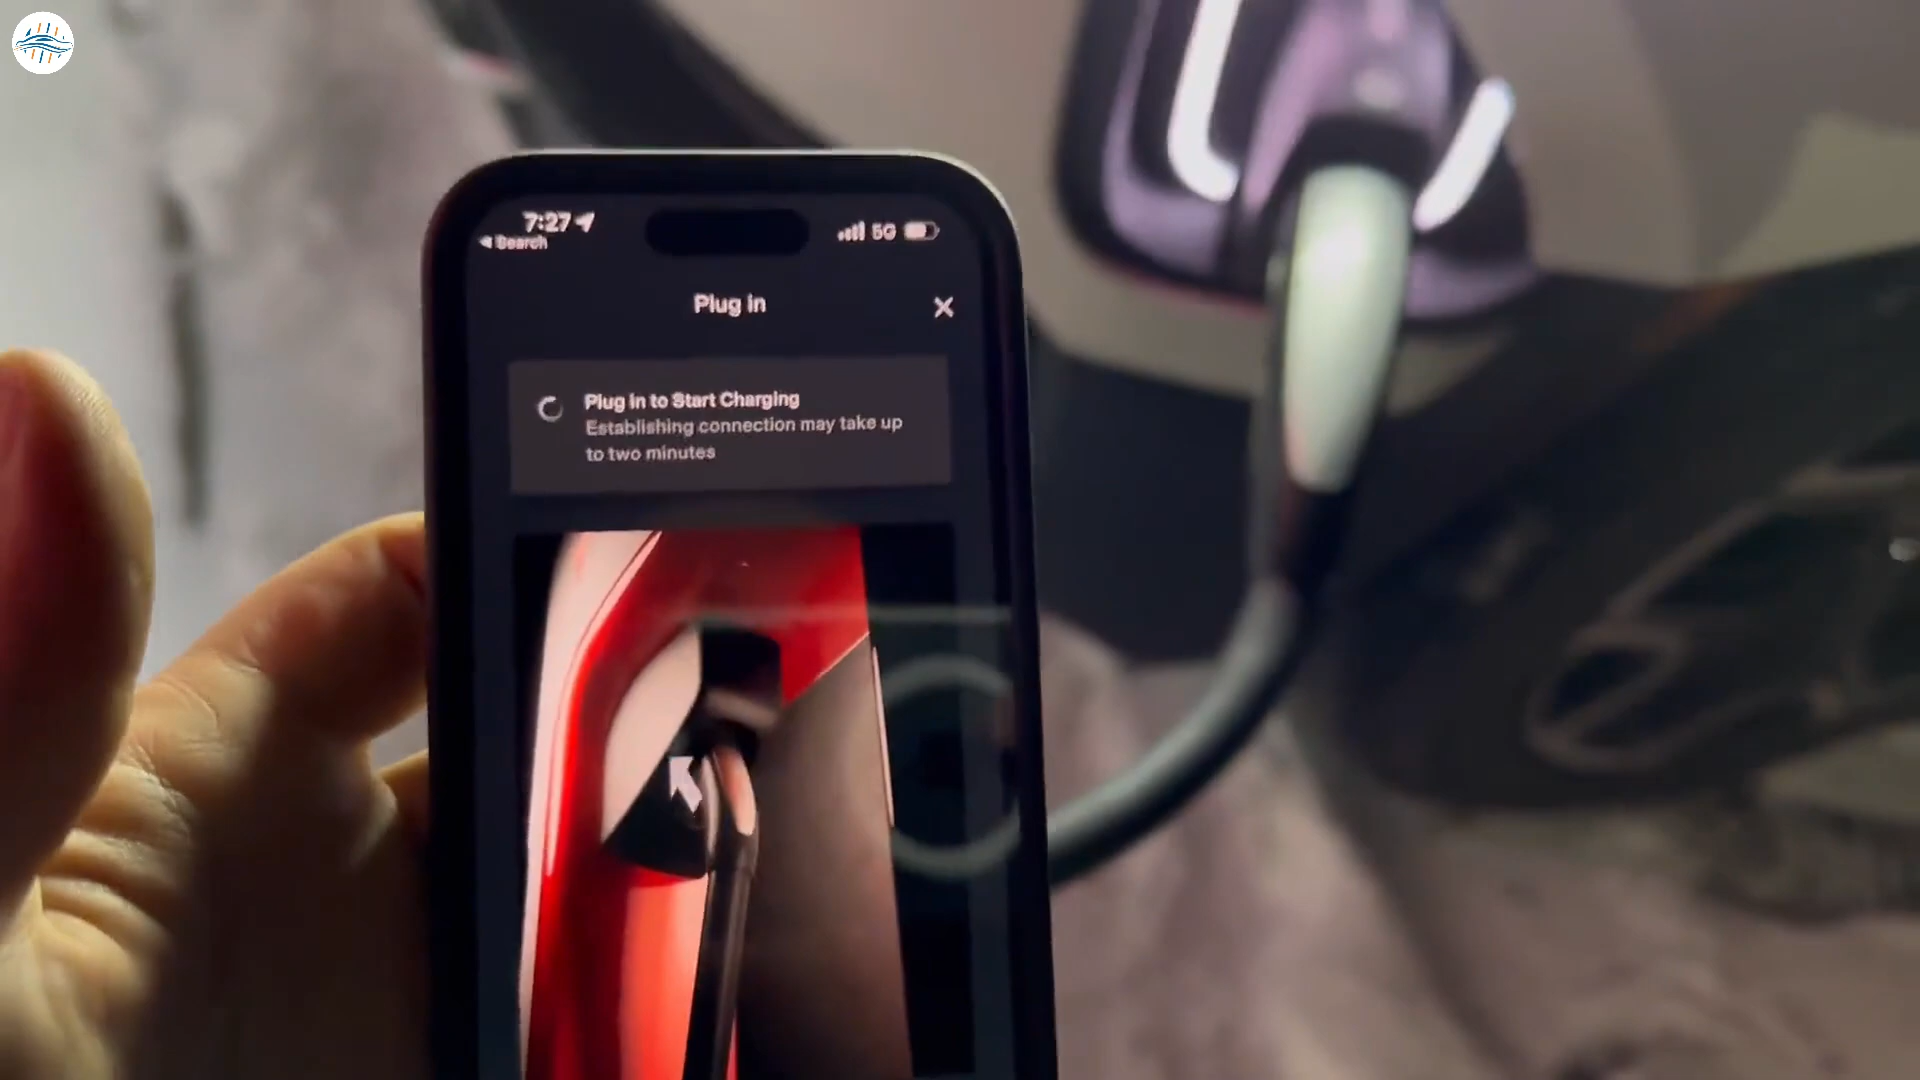 7:27
Search
5G
Plug in
Plug in to Start Charging
Establishing connection may take up
to two minutes